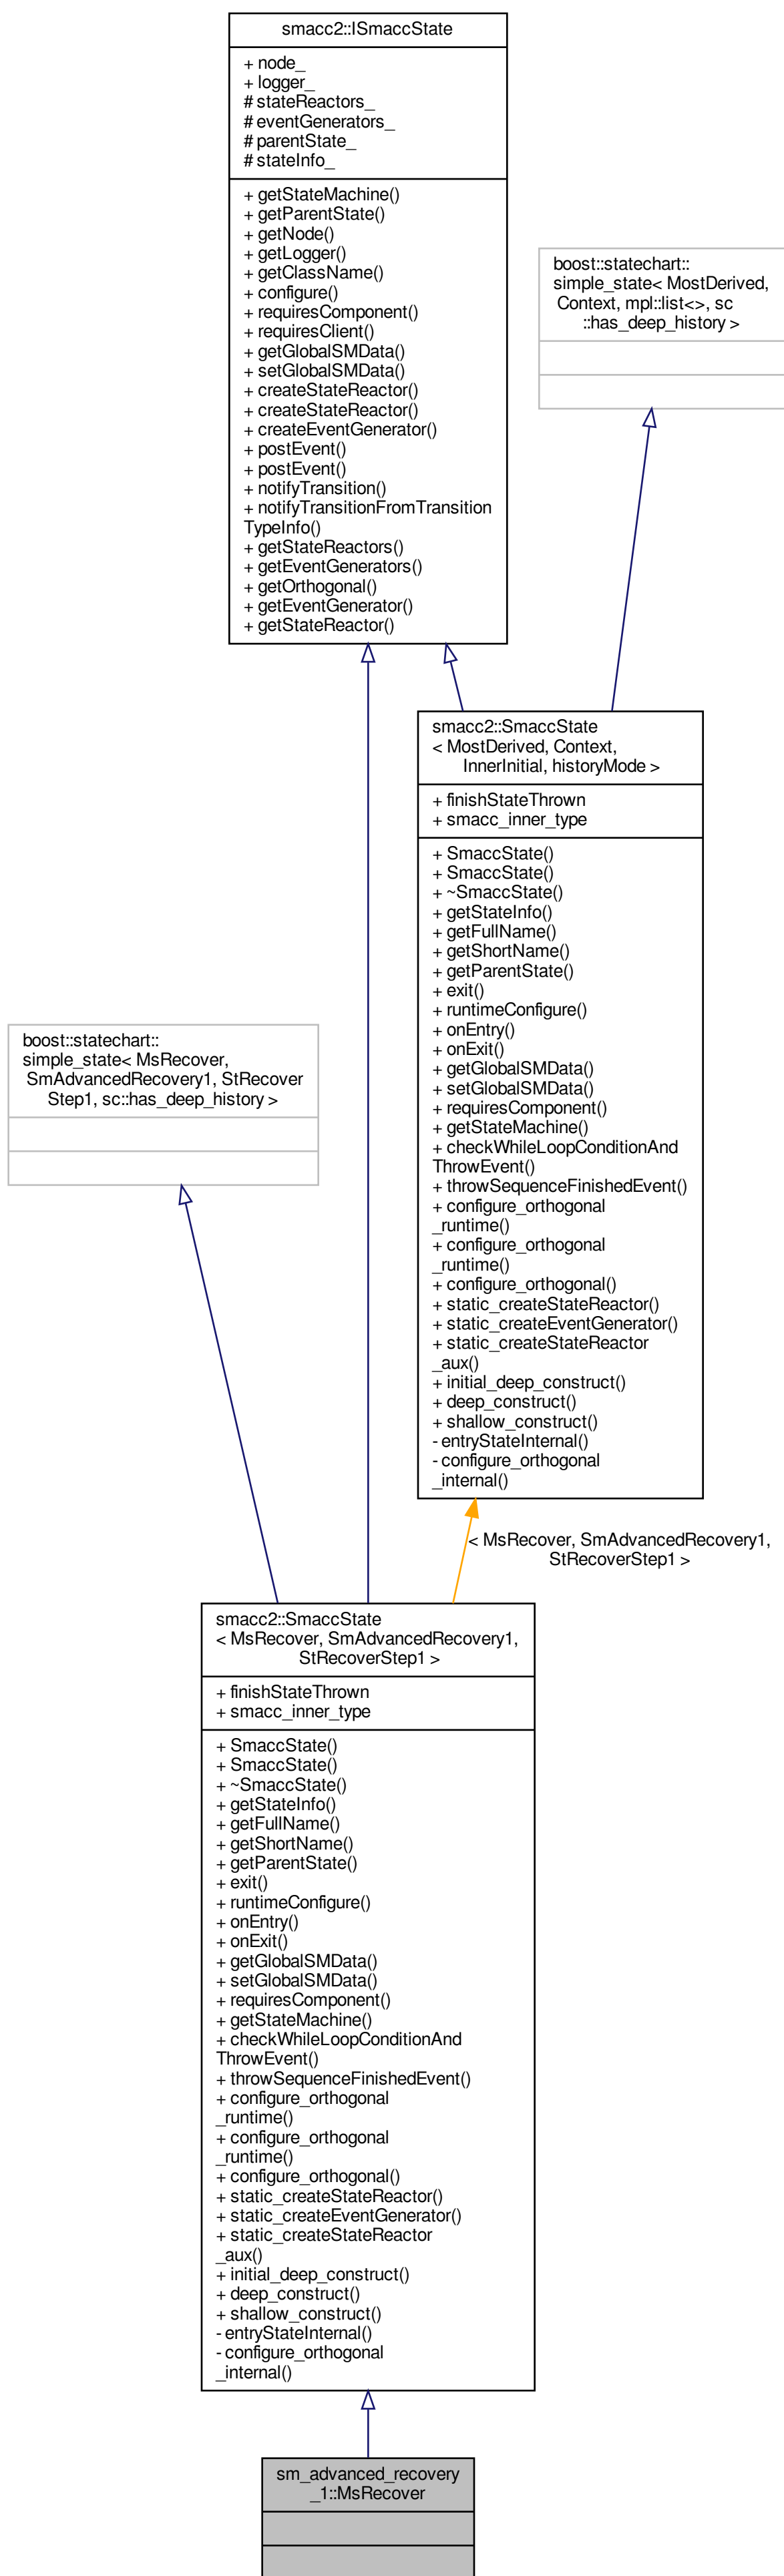 smacc2::ISmaccState
+ node_
+ logger_
# stateReactors_
# eventGenerators_
# parentState_
# stateInfo_
+ getStateMachine()
+ getParentState()
+ getNode()
+ getLogger()
+ getClassName()
+ configure()
+ requiresComponent()
+ requiresClient()
+ getGlobalSMData()
+ setGlobalSMData()
+ createStateReactor()
+ createStateReactor()
+ createEventGenerator()
+ postEvent()
+ postEvent()
+ notifyTransition()
+ notifyTransitionFromTransition
TypeInfo()
+ getStateReactors()
+ getEventGenerators()
+ getOrthogonal()
+ getEventGenerator()
+ getStateReactor()
boost::statechart::
simple_state< MostDerived,
Context, mpl::list<>, sc
::has_deep_history >
smacc2::SmaccState
< MostDerived, Context,
InnerInitial, historyMode >
+ finishStateThrown
+ smacc_inner_type
+ SmaccState()
+ SmaccState()
+ ~SmaccState()
+ getStateInfo()
+ getFullName()
+ getShortName()
+ getParentState()
+ exit()
+ runtimeConfigure()
+ onEntry()
+ onExit()
+ getGlobalSMData()
+ setGlobalSMData()
+ requiresComponent()
+ getStateMachine()
+ checkWhileLoopConditionAnd
ThrowEvent()
+ throwSequenceFinishedEvent()
+ configure_orthogonal
_runtime()
+ configure_orthogonal
_runtime()
+ configure_orthogonal()
+ static_createStateReactor()
+ static_createEventGenerator()
+ static_createStateReactor
_aux()
+ initial_deep_construct()
+ deep_construct()
+ shallow_construct()
- entryStateInternal()
- configure_orthogonal
_internal()
boost::statechart::
simple_state< MsRecover,
SmAdvancedRecovery1, StRecover
Step1, sc::has_deep_history >
< MsRecover, SmAdvancedRecovery1,
StRecoverStep1 >
smacc2::SmaccState
< MsRecover, SmAdvancedRecovery1,
StRecoverStep1 >
+ finishStateThrown
+ smacc_inner_type
+ SmaccState()
+ SmaccState()
+ ~SmaccState()
+ getStateInfo()
+ getFullName()
+ getShortName()
+ getParentState()
+ exit()
+ runtimeConfigure()
+ onEntry()
+ onExit()
+ getGlobalSMData()
+ setGlobalSMData()
+ requiresComponent()
+ getStateMachine()
+ checkWhileLoopConditionAnd
ThrowEvent()
+ throwSequenceFinishedEvent()
+ configure_orthogonal
_runtime()
+ configure_orthogonal
_runtime()
+ configure_orthogonal()
+ static_createStateReactor()
+ static_createEventGenerator()
+ static_createStateReactor
_aux()
+ initial_deep_construct()
+ deep_construct()
+ shallow_construct()
- entryStateInternal()
- configure_orthogonal
_internal()
sm_advanced_recovery
_1::MsRecover